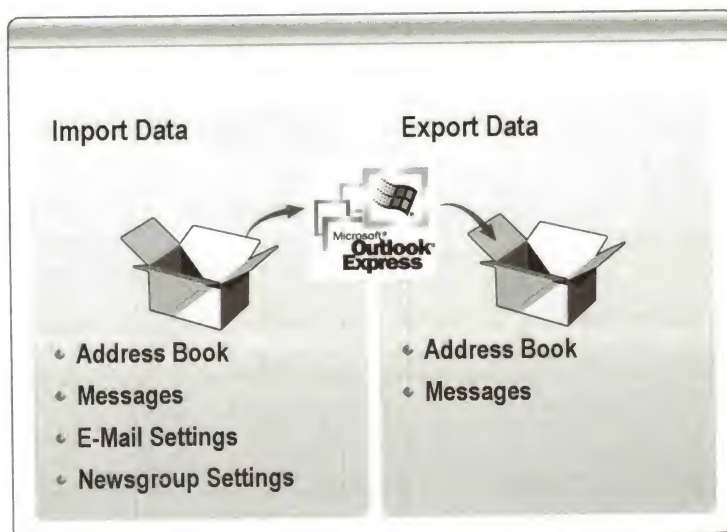 Import Data
Address Book
Messages
E-Mail Settings
Newsgroup Settings
Microsoft®
Outlook®
Express
Export Data
Address Book
Messages